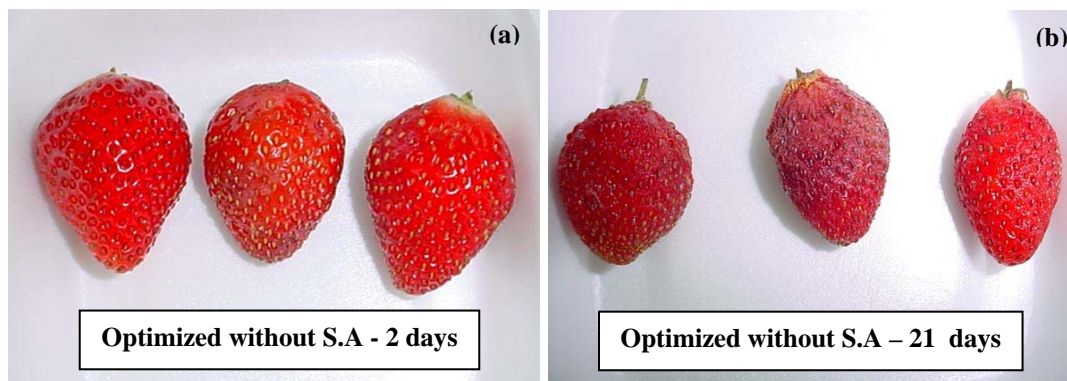 (a)
Optimized without S.A - 2 days
(b)
Optimized without S.A – 21 days